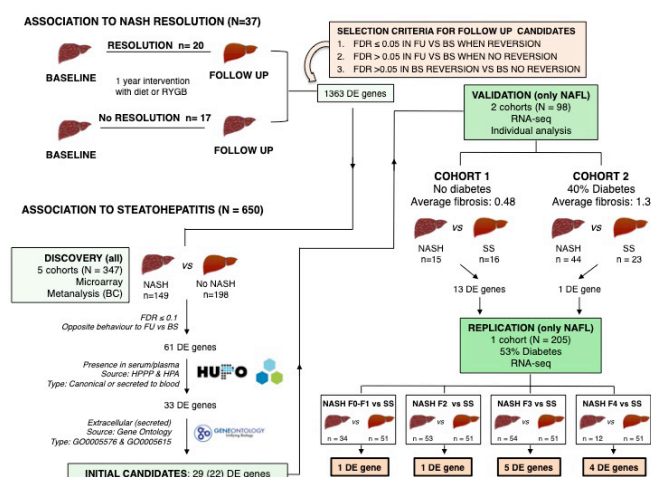 ASSOCIATION TO NASH RESOLUTION (N=37)
RESOLUTION n= 20
BASELINE
FOLLOW UP
1 year intervention
with diet or RYGB
No RESOLUTION n= 17
BASELINE
FOLLOW UP
SELECTION CRITERIA FOR FOLLOW UP CANDIDATES
1. FDR ≤ 0.05 IN FU VS BS WHEN REVERSION
2. FDR > 0.05 IN FU VS BS WHEN NO REVERSION
3. FDR >0.05 IN BS REVERSION VS BS NO REVERSION
1363 DE genes
ASSOCIATION TO STEATOHEPATITIS (N = 650)
DISCOVERY (all)
5 cohorts (N = 347)
Microarray
Metanalysis (BC)
vs
NASH
n=149
No NASH
n=198
FDR ≤ 0.1
Opposite behaviour to FU vs BS
61 DE genes
Presence in serum/plasma
Source: HPPP & HPA
Type: Canonical or secreted to blood
HUPO
33 DE genes
Extracellular (secreted)
Source: Gene Ontology
Type: GO0005576 & GO0005615
GENEONTOLOGY
Unifying Biology
INITIAL CANDIDATES: 29 (22) DE genes
VALIDATION (only NAFL)
2 cohorts (N = 98)
RNA-seq
Individual analysis
COHORT 1
No diabetes
Average fibrosis: 0.48
vs
NASH
n=15
SS
n=16
13 DE genes
COHORT 2
40% Diabetes
Average fibrosis: 1.3
vs
NASH
n = 44
SS
n = 23
1 DE gene
REPLICATION (only NAFL)
1 cohort (N = 205)
53% Diabetes
RNA-seq
NASH F0-F1 vs SS
vs
n = 34
n = 51
1 DE gene
NASH F2 vs SS
vs
n = 53
n = 51
1 DE gene
NASH F3 vs SS
vs
n = 54
n = 51
5 DE genes
NASH F4 vs SS
vs
n = 12
n = 51
4 DE genes